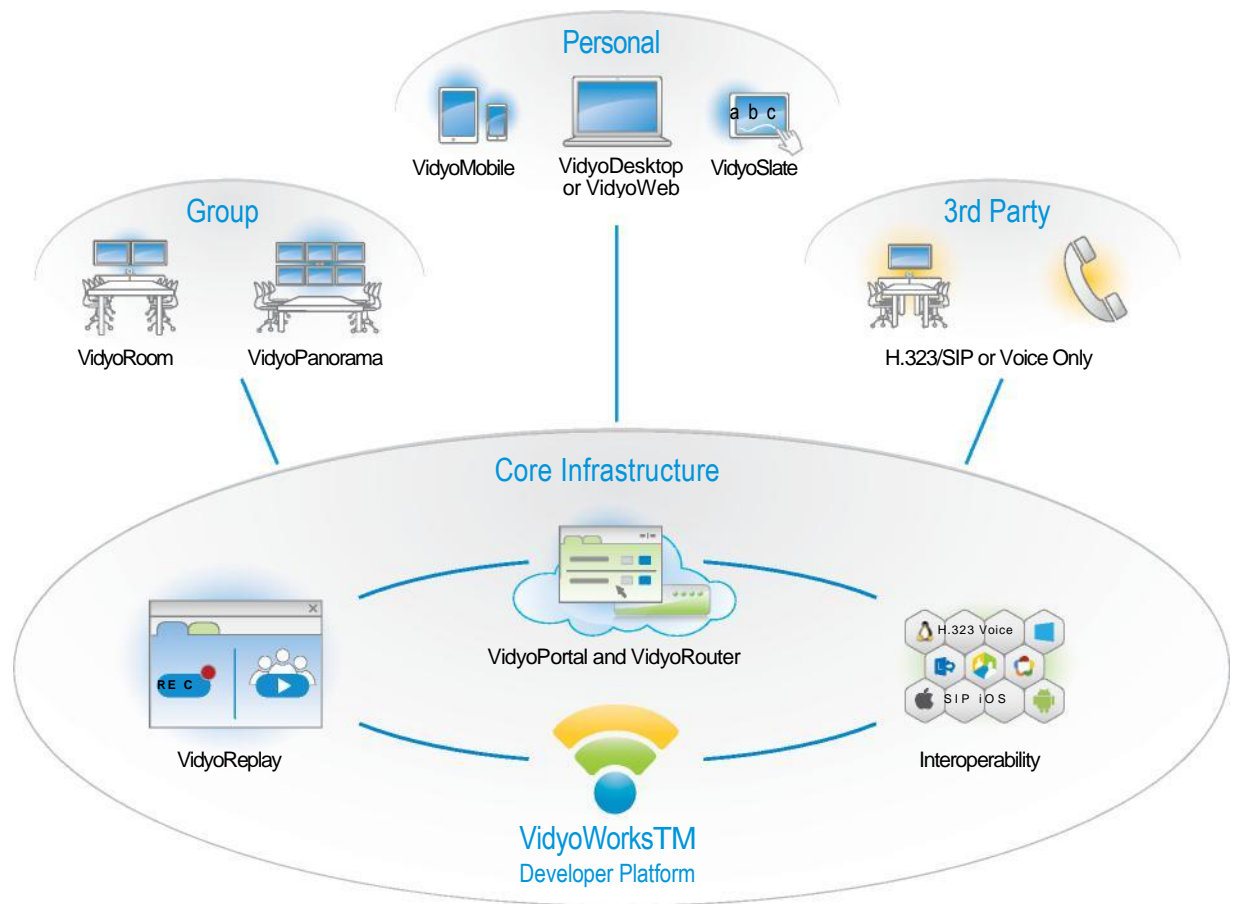 Personal
a b c
VidyoMobile
VidyoDesktop
or VidyoWeb
VidyoSlate
Group
3rd Party
VidyoRoom
VidyoPanorama
H.323/SIP or Voice Only
Core Infrastructure
VidyoPortal and VidyoRouter
H.323 Voice
RE C
SIP iOS
VidyoReplay
Interoperability
VidyoWorksTM
Developer Platform